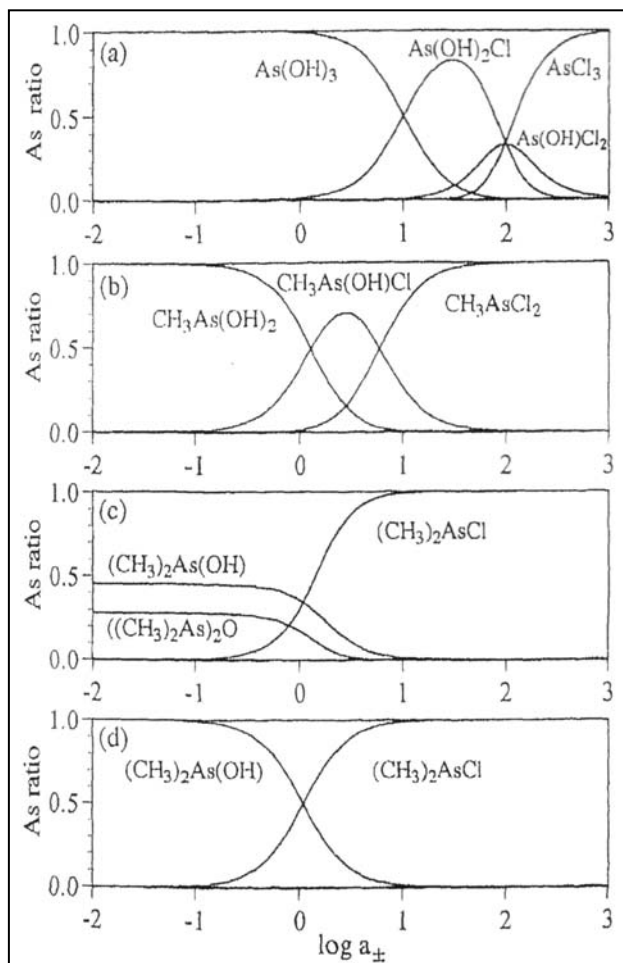 (a)
As(OH)₃
As(OH)₂Cl
AsCl₃
As(OH)Cl₂
As ratio
1.0
0.5
0.0
-2 -1 0 1 2 3
(b)
CH₃As(OH)₂
CH₃As(OH)Cl
CH₃AsCl₂
As ratio
1.0
0.5
0.0
-2 -1 0 1 2 3
(c)
(CH₃)₂As(OH)
((CH₃)₂As)₂O
(CH₃)₂AsCl
As ratio
1.0
0.5
0.0
-2 -1 0 1 2 3
(d)
(CH₃)₂As(OH)
(CH₃)₂AsCl
As ratio
1.0
0.5
0.0
-2 -1 0 1 2 3
log a±